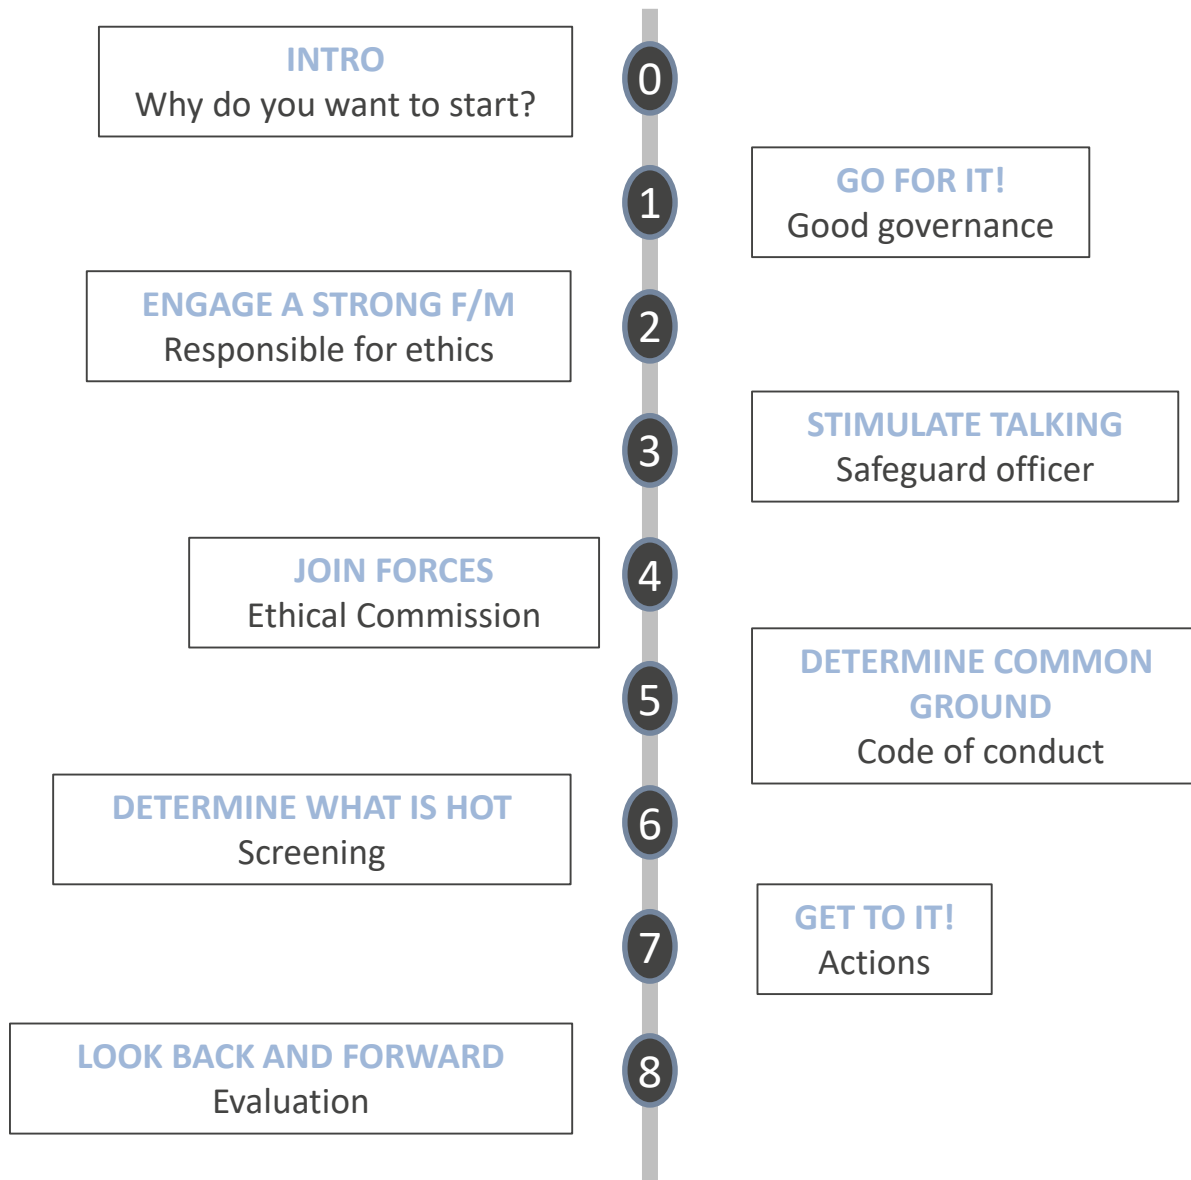 INTRO
Why do you want to start?
0
1
GO FOR IT!
Good governance
ENGAGE A STRONG F/M
Responsible for ethics
2
3
STIMULATE TALKING
Safeguard officer
JOIN FORCES
Ethical Commission
4
5
DETERMINE COMMON
GROUND
Code of conduct
DETERMINE WHAT IS HOT
Screening
6
7
GET TO IT!
Actions
LOOK BACK AND FORWARD
Evaluation
8